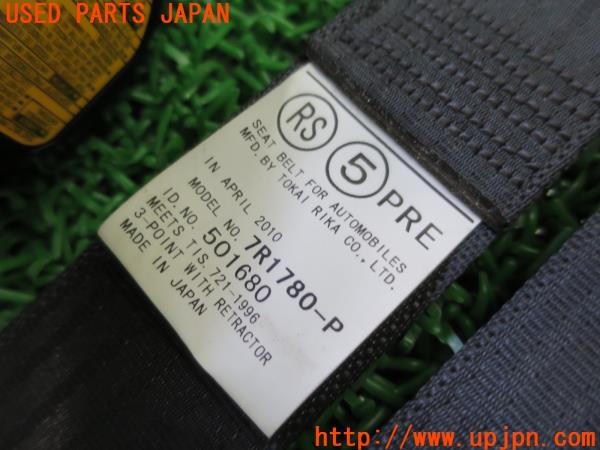 USED PARTS JAPAN
RS 5 PRE
SEAT BELT FOR AUTOMOBILES
MFD. BY TOKAI RIKA CO., LTD.
IN APRIL 2010
MODEL NO. 7R1780-P
ID. NO. 501680
MEETS TIS. 721-1996
3-POINT WITH RETRACTOR
MADE IN JAPAN
http://www.upjpn.com